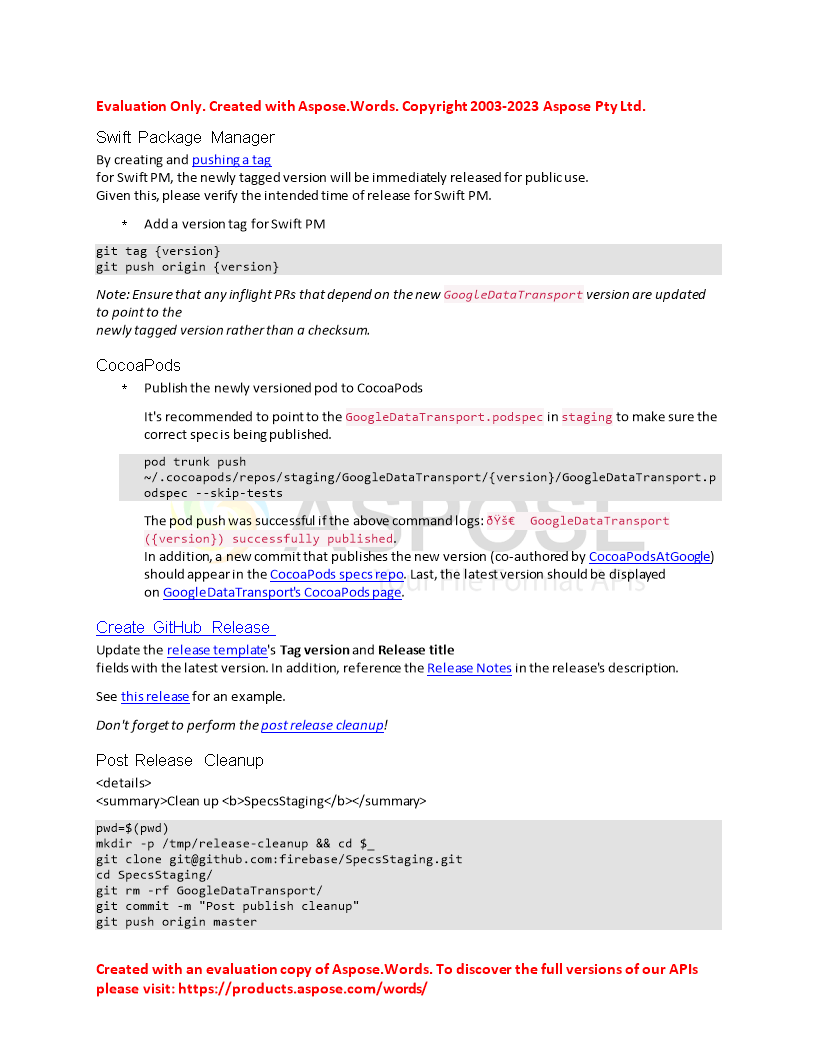 Evaluation Only. Created with Aspose.Words. Copyright 2003-2023 Aspose Pty Ltd.
Swift Package Manager
By creating and pushing a tag
for Swift PM, the newly tagged version will be immediately released for public use.
Given this, please verify the intended time of release for Swift PM.
* Add a version tag for Swift PM
git tag {version}
git push origin {version}
Note: Ensure that any inflight PRs that depend on the new GoogleDataTransport version are updated
to point to the
newly tagged version rather than a checksum.
CocoaPods
* Publish the newly versioned pod to CocoaPods
It's recommended to point to the GoogleDataTransport.podspec in staging to make sure the
correct spec is being published.
pod trunk push
~/.cocoapods/repos/staging/GoogleDataTransport/{version}/GoogleDataTransport.p
odspec --skip-tests
ASPOSE
The pod push was successful if the above command logs: ðŸš€ GoogleDataTransport
({version}) successfully published.
In addition, a new commit that publishes the new version (co-authored by CocoaPodsAtGoogle)
should appear in the CocoaPods specs repo. Last, the latest version should be displayed
Your File Format APIs
on GoogleDataTransport's CocoaPods page.
Create GitHub Release
Update the release template's Tag version and Release title
fields with the latest version. In addition, reference the Release Notes in the release's description.
See this release for an example.
Don't forget to perform the post release cleanup!
Post Release Cleanup
<details>
<summary>Clean up <b>SpecsStaging</b></summary>
pwd=$(pwd)
mkdir -p /tmp/release-cleanup && cd $_
git clone git@github.com:firebase/SpecsStaging.git
cd SpecsStaging/
git rm -rf GoogleDataTransport/
git commit -m "Post publish cleanup"
git push origin master
Created with an evaluation copy of Aspose.Words. To discover the full versions of our APIs
please visit: https://products.aspose.com/words/